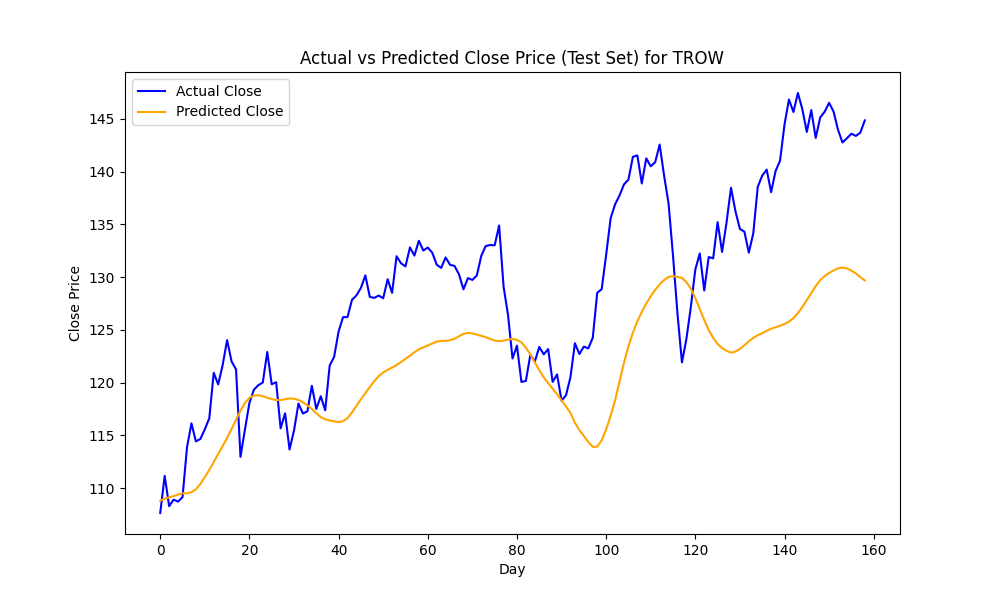 Actual vs Predicted Close Price (Test Set) for TROW
Actual Close
Predicted Close
Close Price
145
140
135
130
125
120
115
110
0 20 40 60 80 100 120 140 160
Day